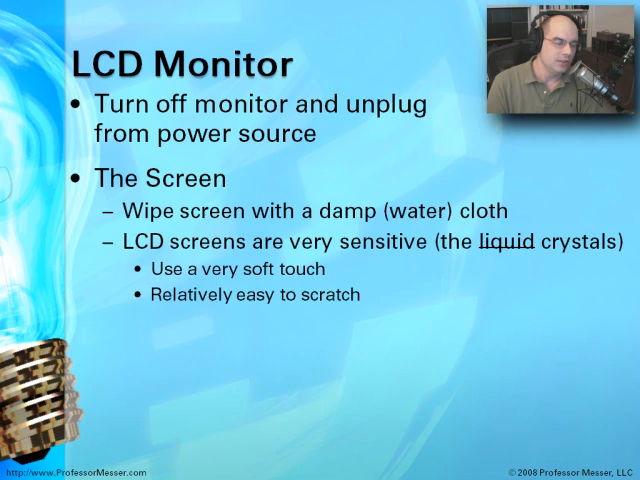 LCD Monitor
• Turn off monitor and unplug
from power source
• The Screen
– Wipe screen with a damp (water) cloth
– LCD screens are very sensitive (the liquid crystals)
• Use a very soft touch
• Relatively easy to scratch
http://www.ProfessorMesser.com
© 2008 Professor Messer, LLC